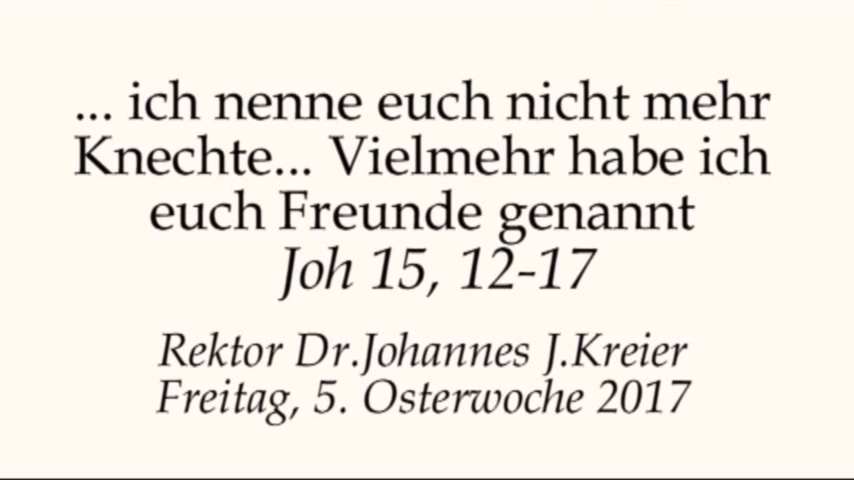 ... ich nenne euch nicht mehr
Knechte... Vielmehr habe ich
euch Freunde genannt
Joh 15, 12-17
Rektor Dr.Johannes J.Kreier
Freitag, 5. Osterwoche 2017